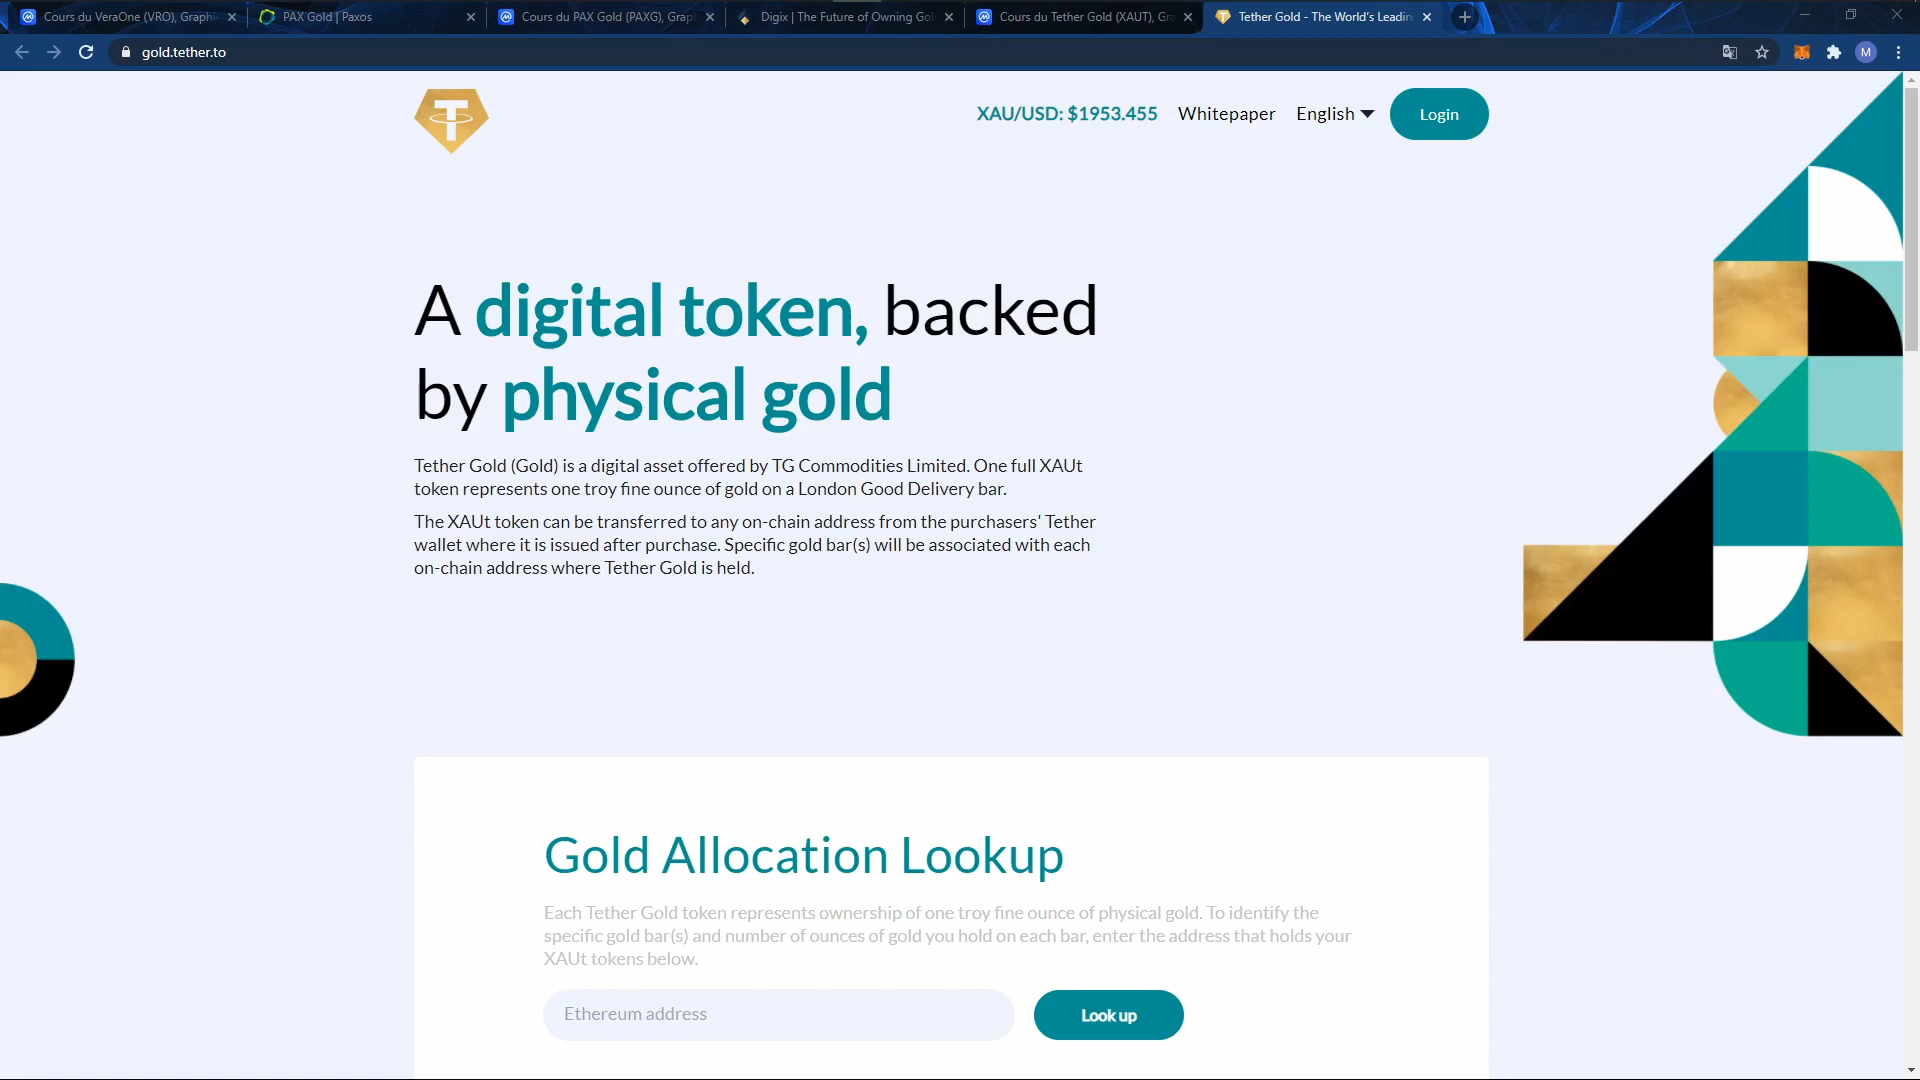 Cours du VeraOne (VRO), Graphi
PAX Gold | Paxos
Cours du PAX Gold (PAXG), Grap
Digix | The Future of Owning Gol
Cours du Tether Gold (XAUT), Gra
Tether Gold - The World's Leadin
gold.tether.to
M
T
XAU/USD: $1953.455
Whitepaper
English
Login
A digital token, backed
by physical gold
Tether Gold (Gold) is a digital asset offered by TG Commodities Limited. One full XAUt
token represents one troy fine ounce of gold on a London Good Delivery bar.
The XAUt token can be transferred to any on-chain address from the purchasers' Tether
wallet where it is issued after purchase. Specific gold bar(s) will be associated with each
on-chain address where Tether Gold is held.
Gold Allocation Lookup
Each Tether Gold token represents ownership of one troy fine ounce of physical gold. To identify the
specific gold bar(s) and number of ounces of gold you hold on each bar, enter the address that holds your
XAUt tokens below.
Ethereum address
Look up